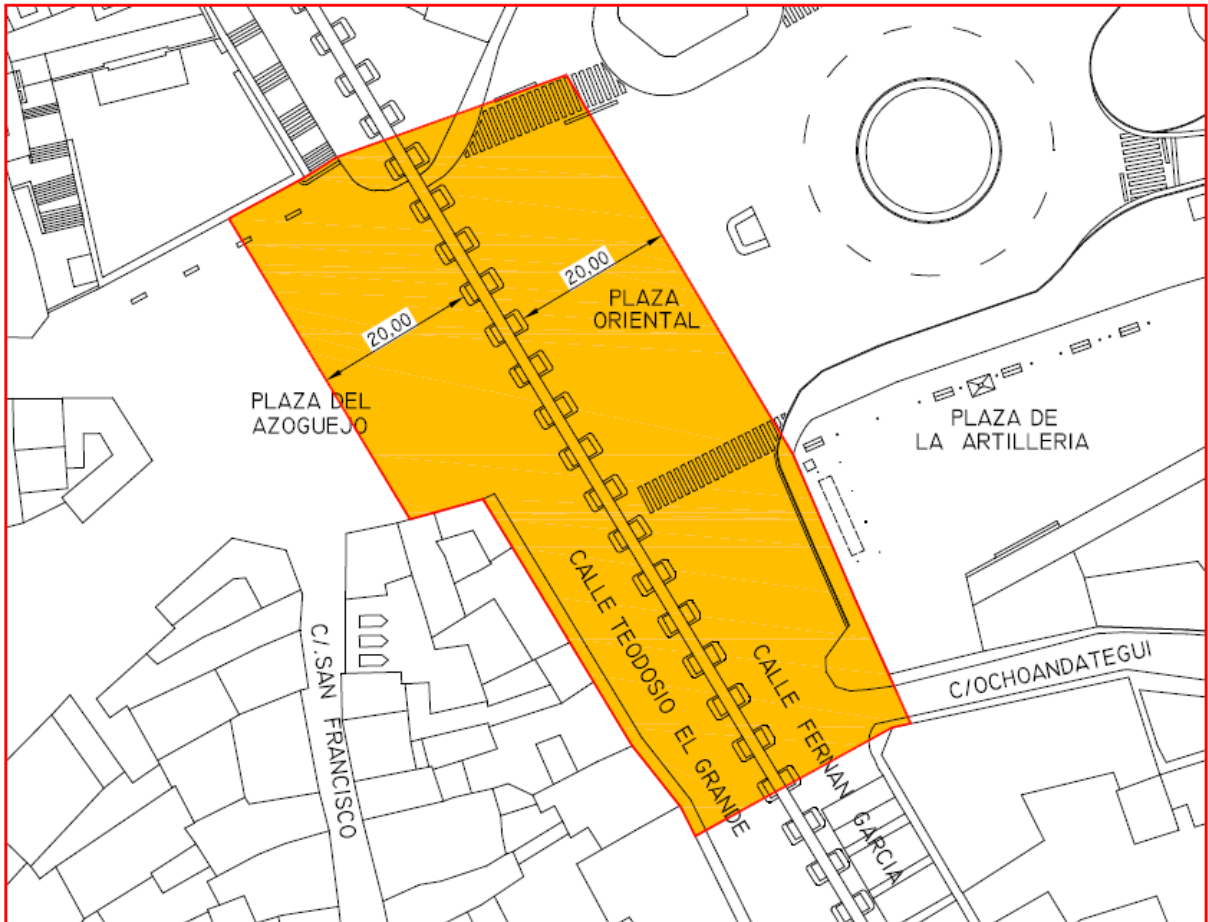 20,00
20,00
PLAZA
ORIENTAL
PLAZA DEL
AZOGUEJO
PLAZA DE
LA ARTILLERIA
CALLE TEODOSIO EL GRANDE
CALLE FERNAN GARCIA
C/OCHOANDATEGUI
C/.SAN FRANCISCO